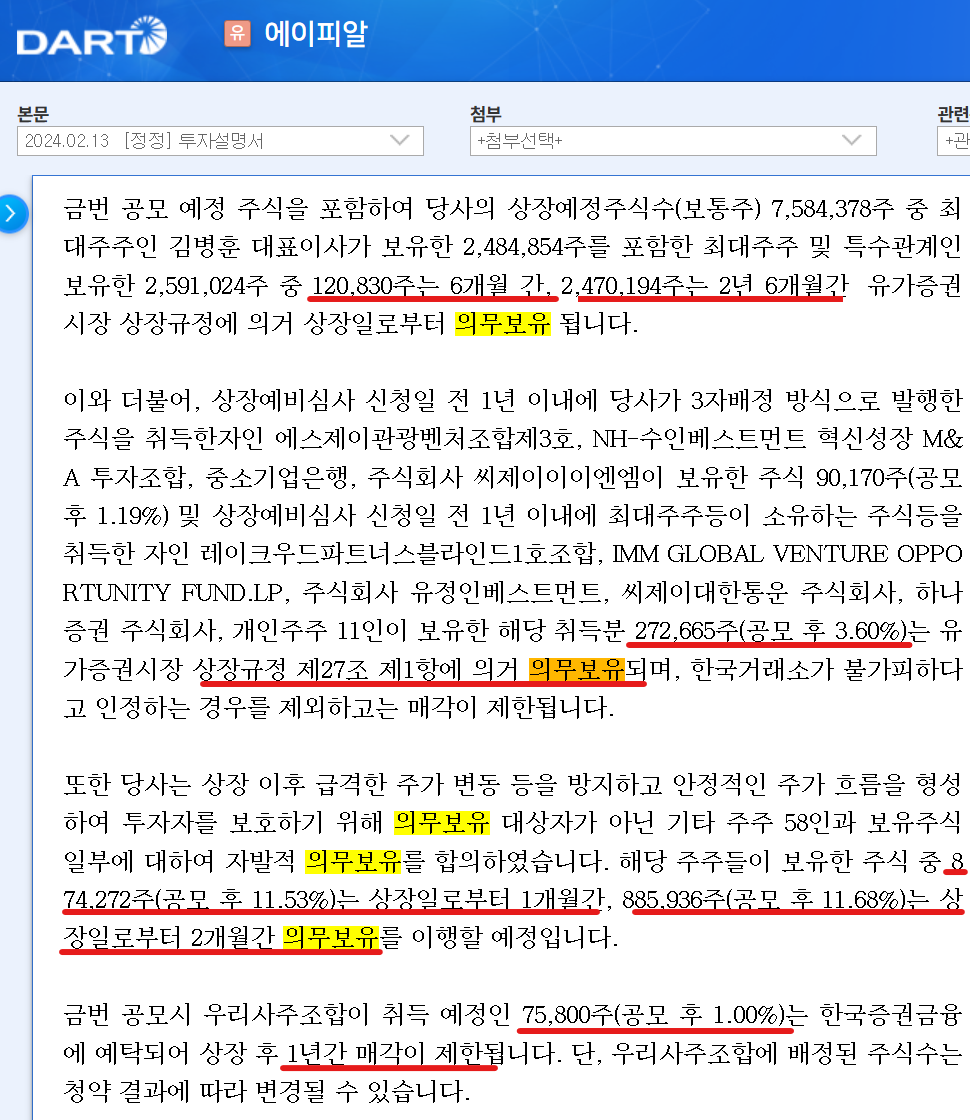 DART 유 에이피알
본문 첨부 관련
2024.02.13 [정정] 투자설명서 +첨부선택+ +관
금번 공모 예정 주식을 포함하여 당사의 상장예정주식수(보통주) 7,584,378주 중 최
대주주인 김병훈 대표이사가 보유한 2,484,854주를 포함한 최대주주 및 특수관계인
보유한 2,591,024주 중 120,830주는 6개월 간, 2,470,194주는 2년 6개월간 유가증권
시장 상장규정에 의거 상장일로부터 의무보유 됩니다.
이와 더불어, 상장예비심사 신청일 전 1년 이내에 당사가 3자배정 방식으로 발행한
주식을 취득한자인 에스제이관광벤처조합제3호, NH-수인베스트먼트 혁신성장 M&
A 투자조합, 중소기업은행, 주식회사 씨제이이이엔엠이 보유한 주식 90,170주(공모
후 1.19%) 및 상장예비심사 신청일 전 1년 이내에 최대주주등이 소유하는 주식등을
취득한 자인 레이크우드파트너스블라인드1호조합, IMM GLOBAL VENTURE OPPO
RTUNITY FUND.LP, 주식회사 유정인베스트먼트, 씨제이대한통운 주식회사, 하나
증권 주식회사, 개인주주 11인이 보유한 해당 취득분 272,665주(공모 후 3.60%)는 유
가증권시장 상장규정 제27조 제1항에 의거 의무보유되며, 한국거래소가 불가피하다
고 인정하는 경우를 제외하고는 매각이 제한됩니다.
또한 당사는 상장 이후 급격한 주가 변동 등을 방지하고 안정적인 주가 흐름을 형성
하여 투자자를 보호하기 위해 의무보유 대상자가 아닌 기타 주주 58인과 보유주식
일부에 대하여 자발적 의무보유를 합의하였습니다. 해당 주주들이 보유한 주식 중 8
74,272주(공모 후 11.53%)는 상장일로부터 1개월간, 885,936주(공모 후 11.68%)는 상
장일로부터 2개월간 의무보유를 이행할 예정입니다.
금번 공모시 우리사주조합이 취득 예정인 75,800주(공모 후 1.00%)는 한국증권금융
에 예탁되어 상장 후 1년간 매각이 제한됩니다. 단, 우리사주조합에 배정된 주식수는
청약 결과에 따라 변경될 수 있습니다.